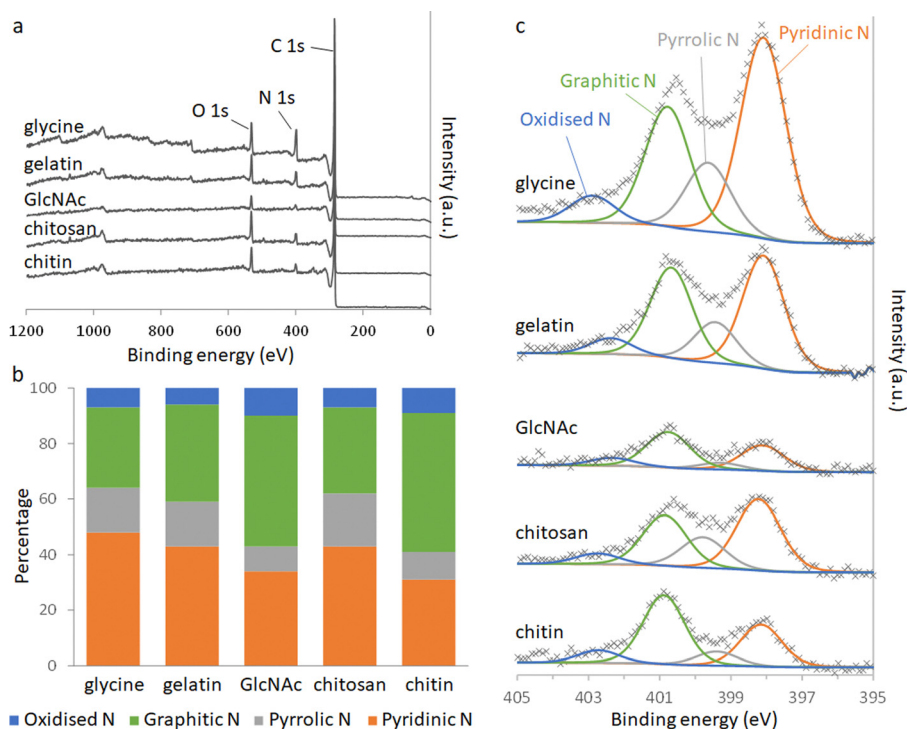 a
C 1s
O 1s
N 1s
glycine
gelatin
GlcNAc
chitosan
chitin
Intensity (a.u.)
1200 1000 800 600 400 200 0
Binding energy (eV)
b
100
80
60
40
20
0
Percentage
glycine gelatin GlcNAc chitosan chitin
Oxidised N Graphitic N Pyrrolic N Pyridinic N
c
Pyrrolic N
Pyridinic N
Graphitic N
Oxidised N
glycine
gelatin
GlcNAc
chitosan
chitin
Intensity (a.u.)
405 403 401 399 397 395
Binding energy (eV)